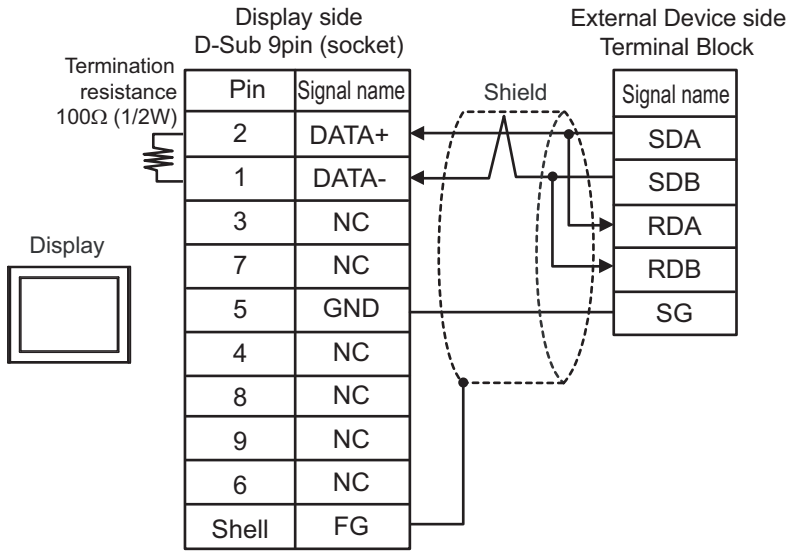 Display side
D-Sub 9pin (socket)
External Device side
Terminal Block
Termination
resistance
100Ω (1/2W)
Pin Signal name
Shield
Signal name
2 DATA+
SDA
1 DATA-
SDB
3 NC
RDA
7 NC
RDB
Display
5 GND
SG
4 NC
8 NC
9 NC
6 NC
Shell FG